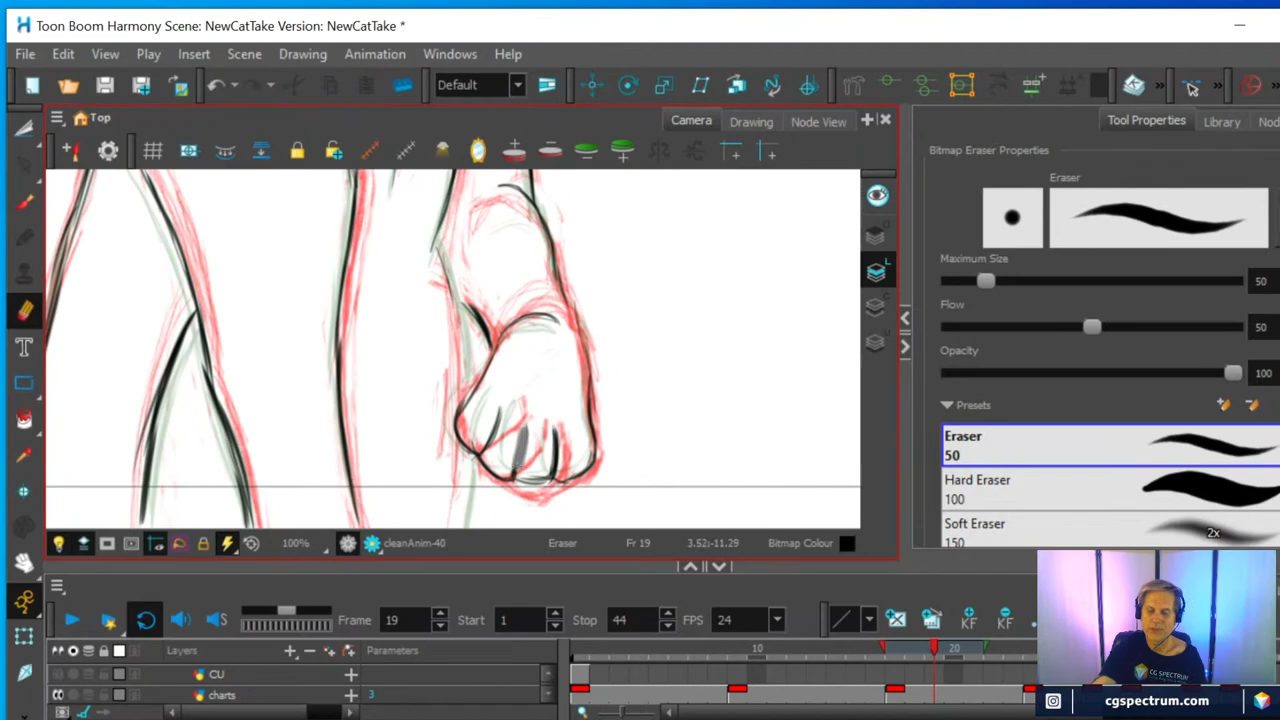 Toon Boom Harmony Scene: NewCatTake Version: NewCatTake *
File Edit View Play Insert Scene Drawing Animation Windows Help
Default
Top
Camera Drawing Node View
Tool Properties Library
Bitmap Eraser Properties
Eraser
Maximum Size
50
Flow
50
Opacity
100
Presets
Eraser
50
Hard Eraser
100
Soft Eraser
150
2x
100% cleanAnim-40 Eraser Fr 19 3.52;-11.29 Bitmap Colour
Frame 19 Start 1 Stop 44 FPS 24
KF KF
Layers Parameters
10 20
CU
charts 3
CG SPECTRUM
cgspectrum.com